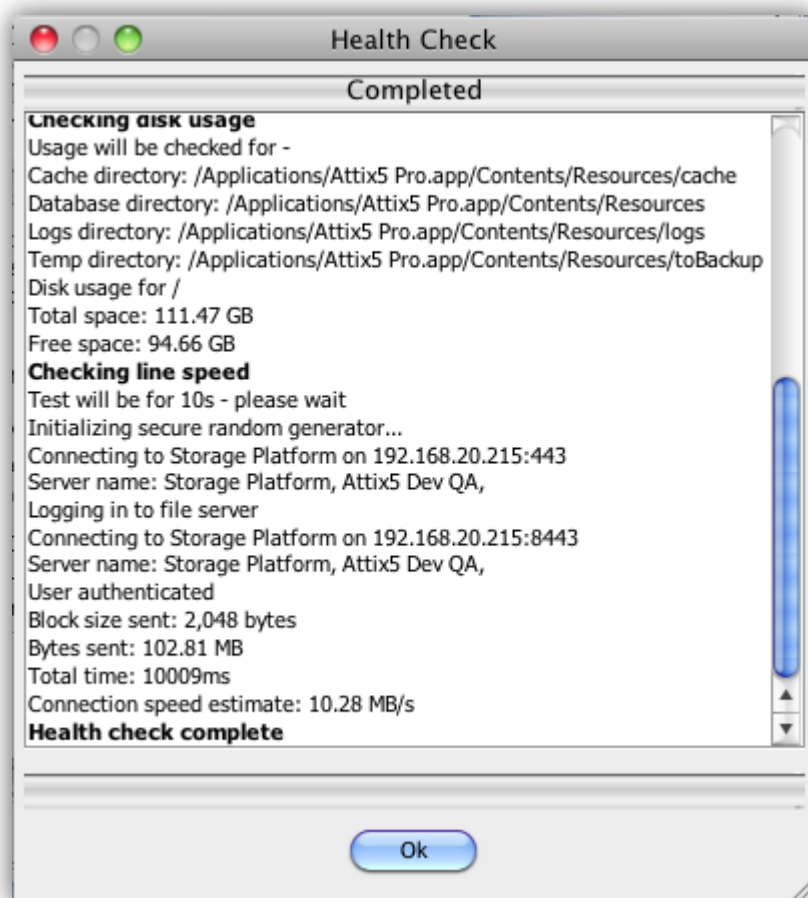 Health Check
Completed
Checking disk usage
Usage will be checked for -
Cache directory: /Applications/Attix5 Pro.app/Contents/Resources/cache
Database directory: /Applications/Attix5 Pro.app/Contents/Resources
Logs directory: /Applications/Attix5 Pro.app/Contents/Resources/logs
Temp directory: /Applications/Attix5 Pro.app/Contents/Resources/toBackup
Disk usage for /
Total space: 111.47 GB
Free space: 94.66 GB
Checking line speed
Test will be for 10s - please wait
Initializing secure random generator...
Connecting to Storage Platform on 192.168.20.215:443
Server name: Storage Platform, Attix5 Dev QA,
Logging in to file server
Connecting to Storage Platform on 192.168.20.215:8443
Server name: Storage Platform, Attix5 Dev QA,
User authenticated
Block size sent: 2,048 bytes
Bytes sent: 102.81 MB
Total time: 10009ms
Connection speed estimate: 10.28 MB/s
Health check complete
Ok